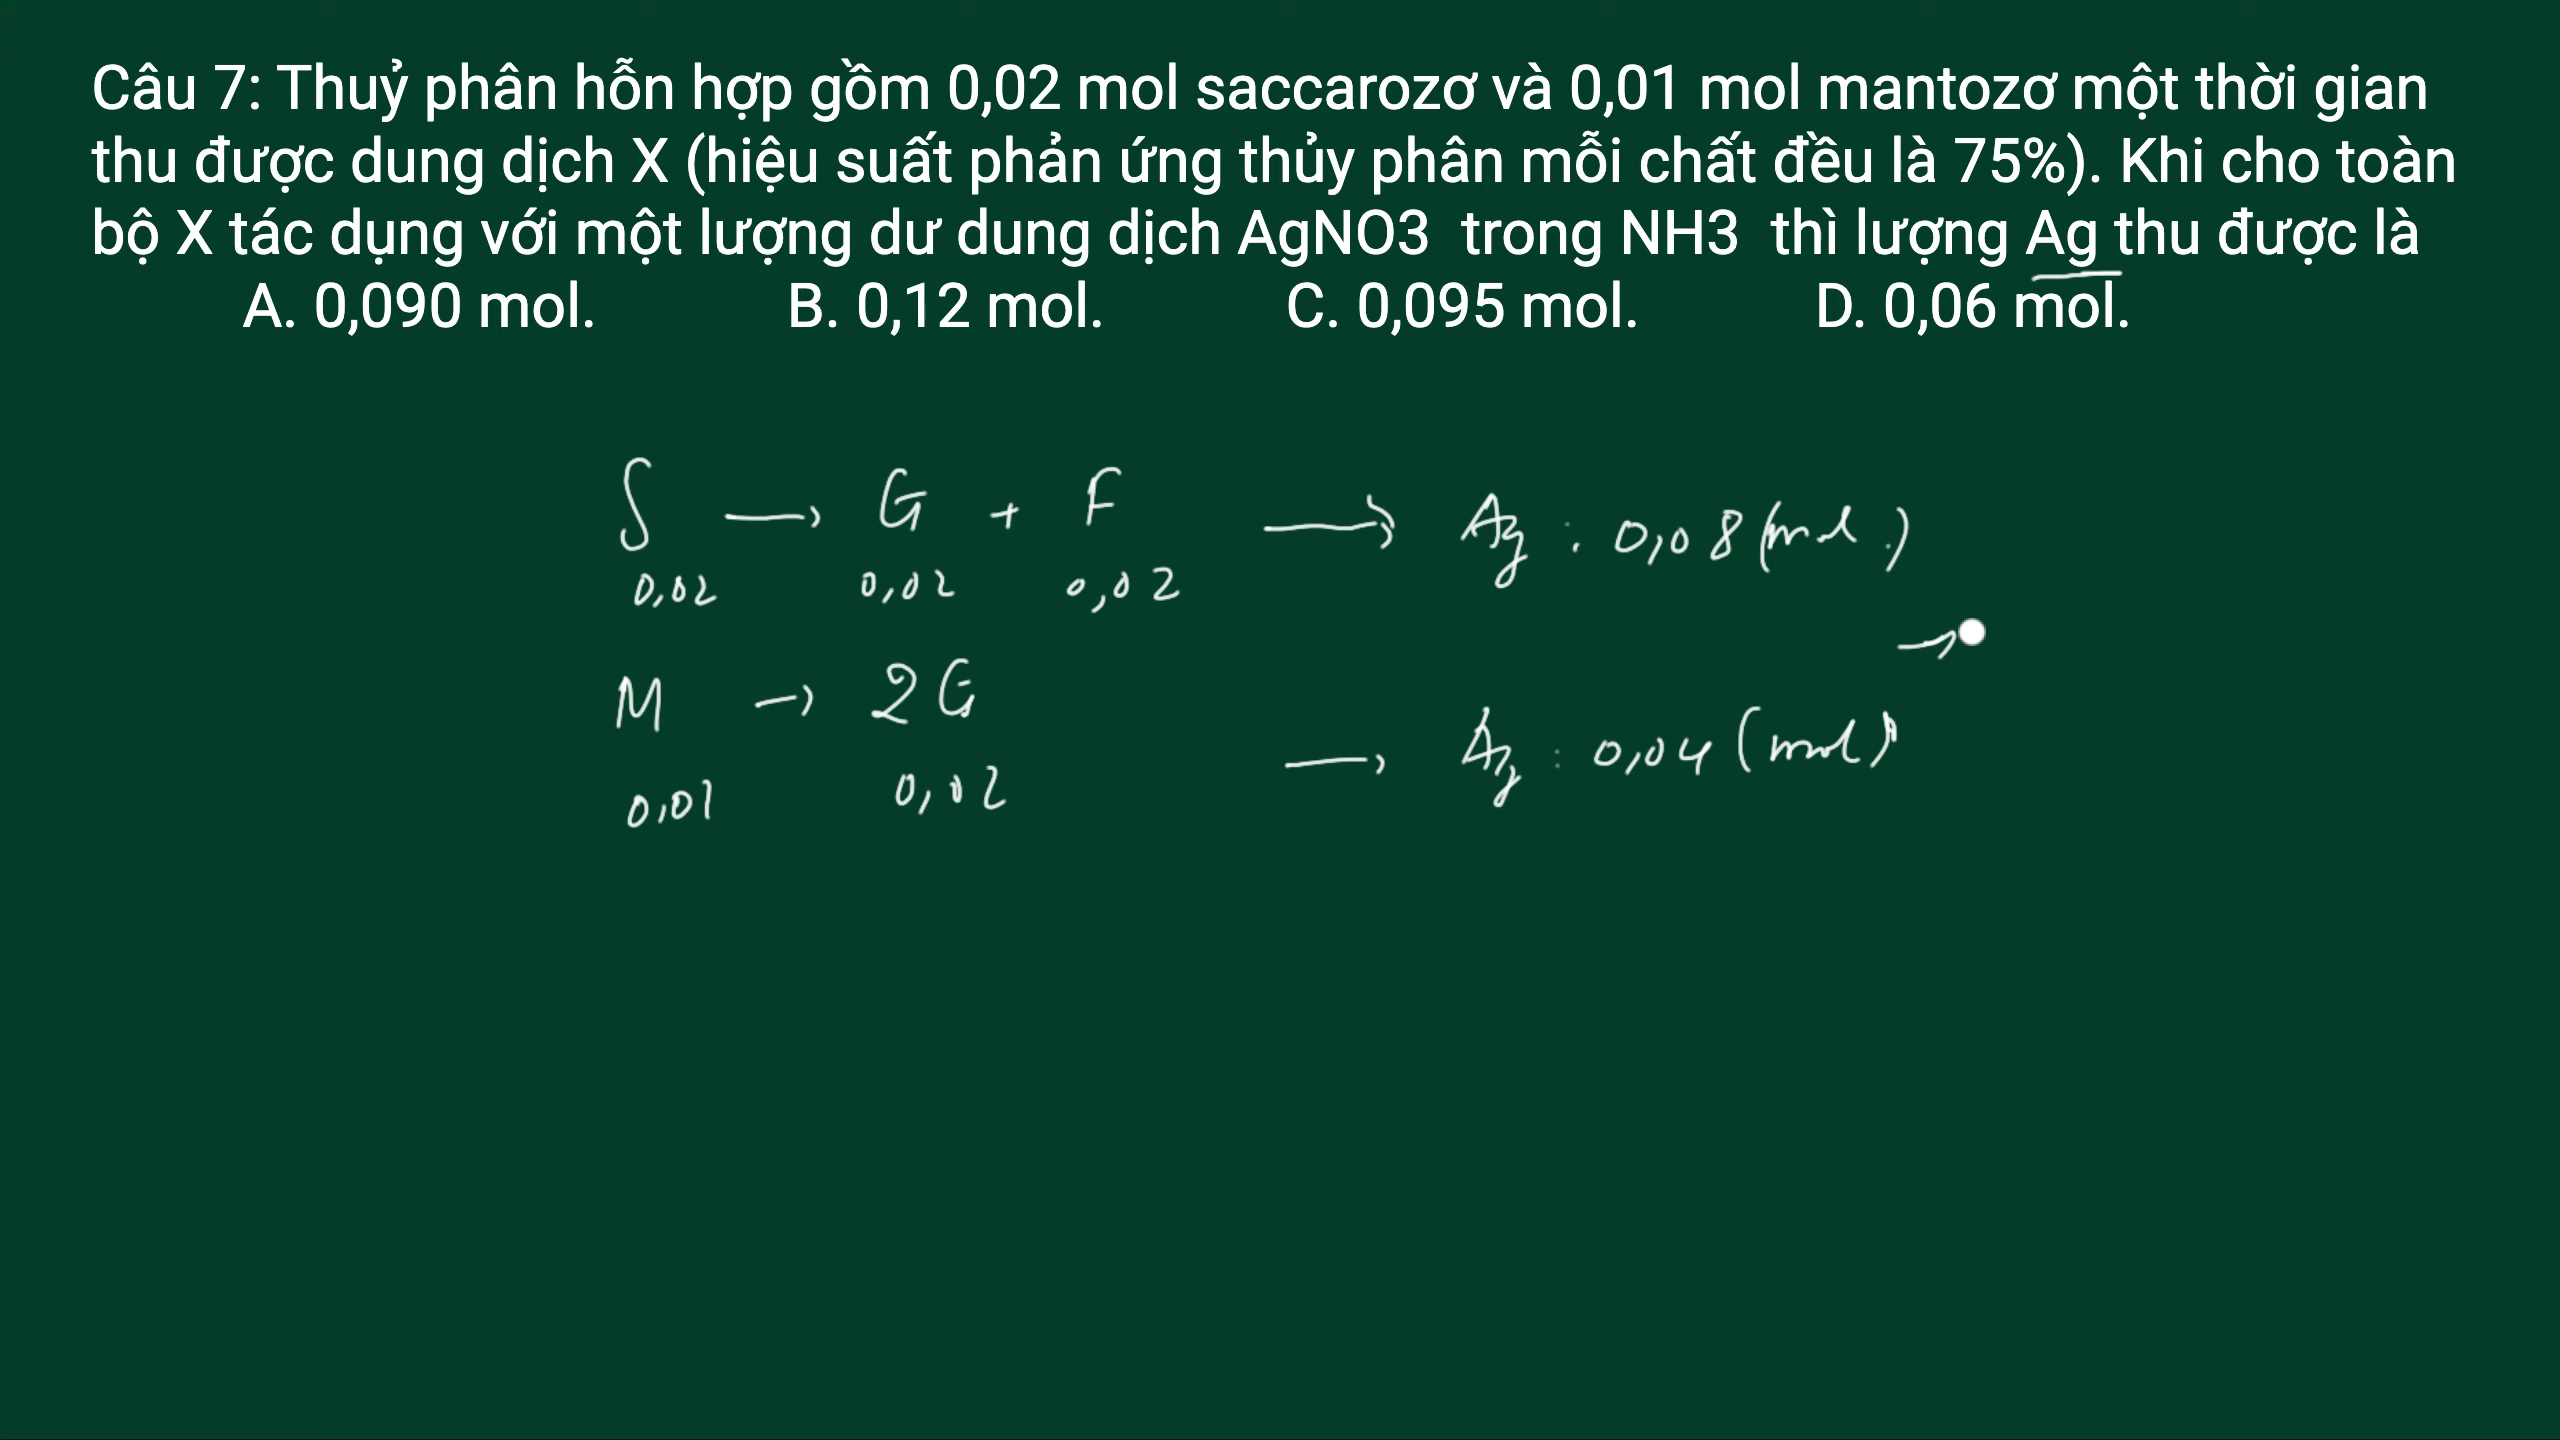 Câu 7: Thuỷ phân hỗn hợp gồm 0,02 mol saccarozơ và 0,01 mol mantozơ một thời gian
thu được dung dịch X (hiệu suất phản ứng thủy phân mỗi chất đều là 75%). Khi cho toàn
bộ X tác dụng với một lượng dư dung dịch AgNO3 trong NH3 thì lượng Ag thu được là
A. 0,090 mol. B. 0,12 mol. C. 0,095 mol. D. 0,06 mol.
S → G + F → Ag : 0,08 (mol)
0,02 0,02 0,02
→
M → 2G
→ Ag : 0,04 (mol)
0,01 0,02